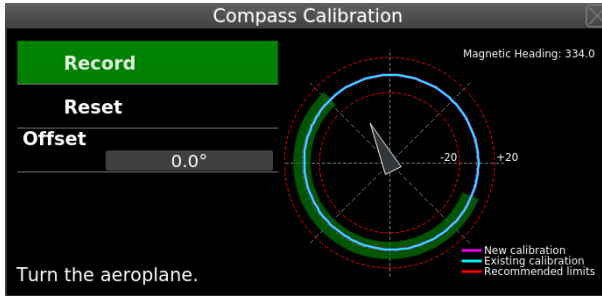 Compass Calibration
Record
Magnetic Heading: 334.0
Reset
Offset
0.0°
-20
+20
New calibration
Existing calibration
Recommended limits
Turn the aeroplane.